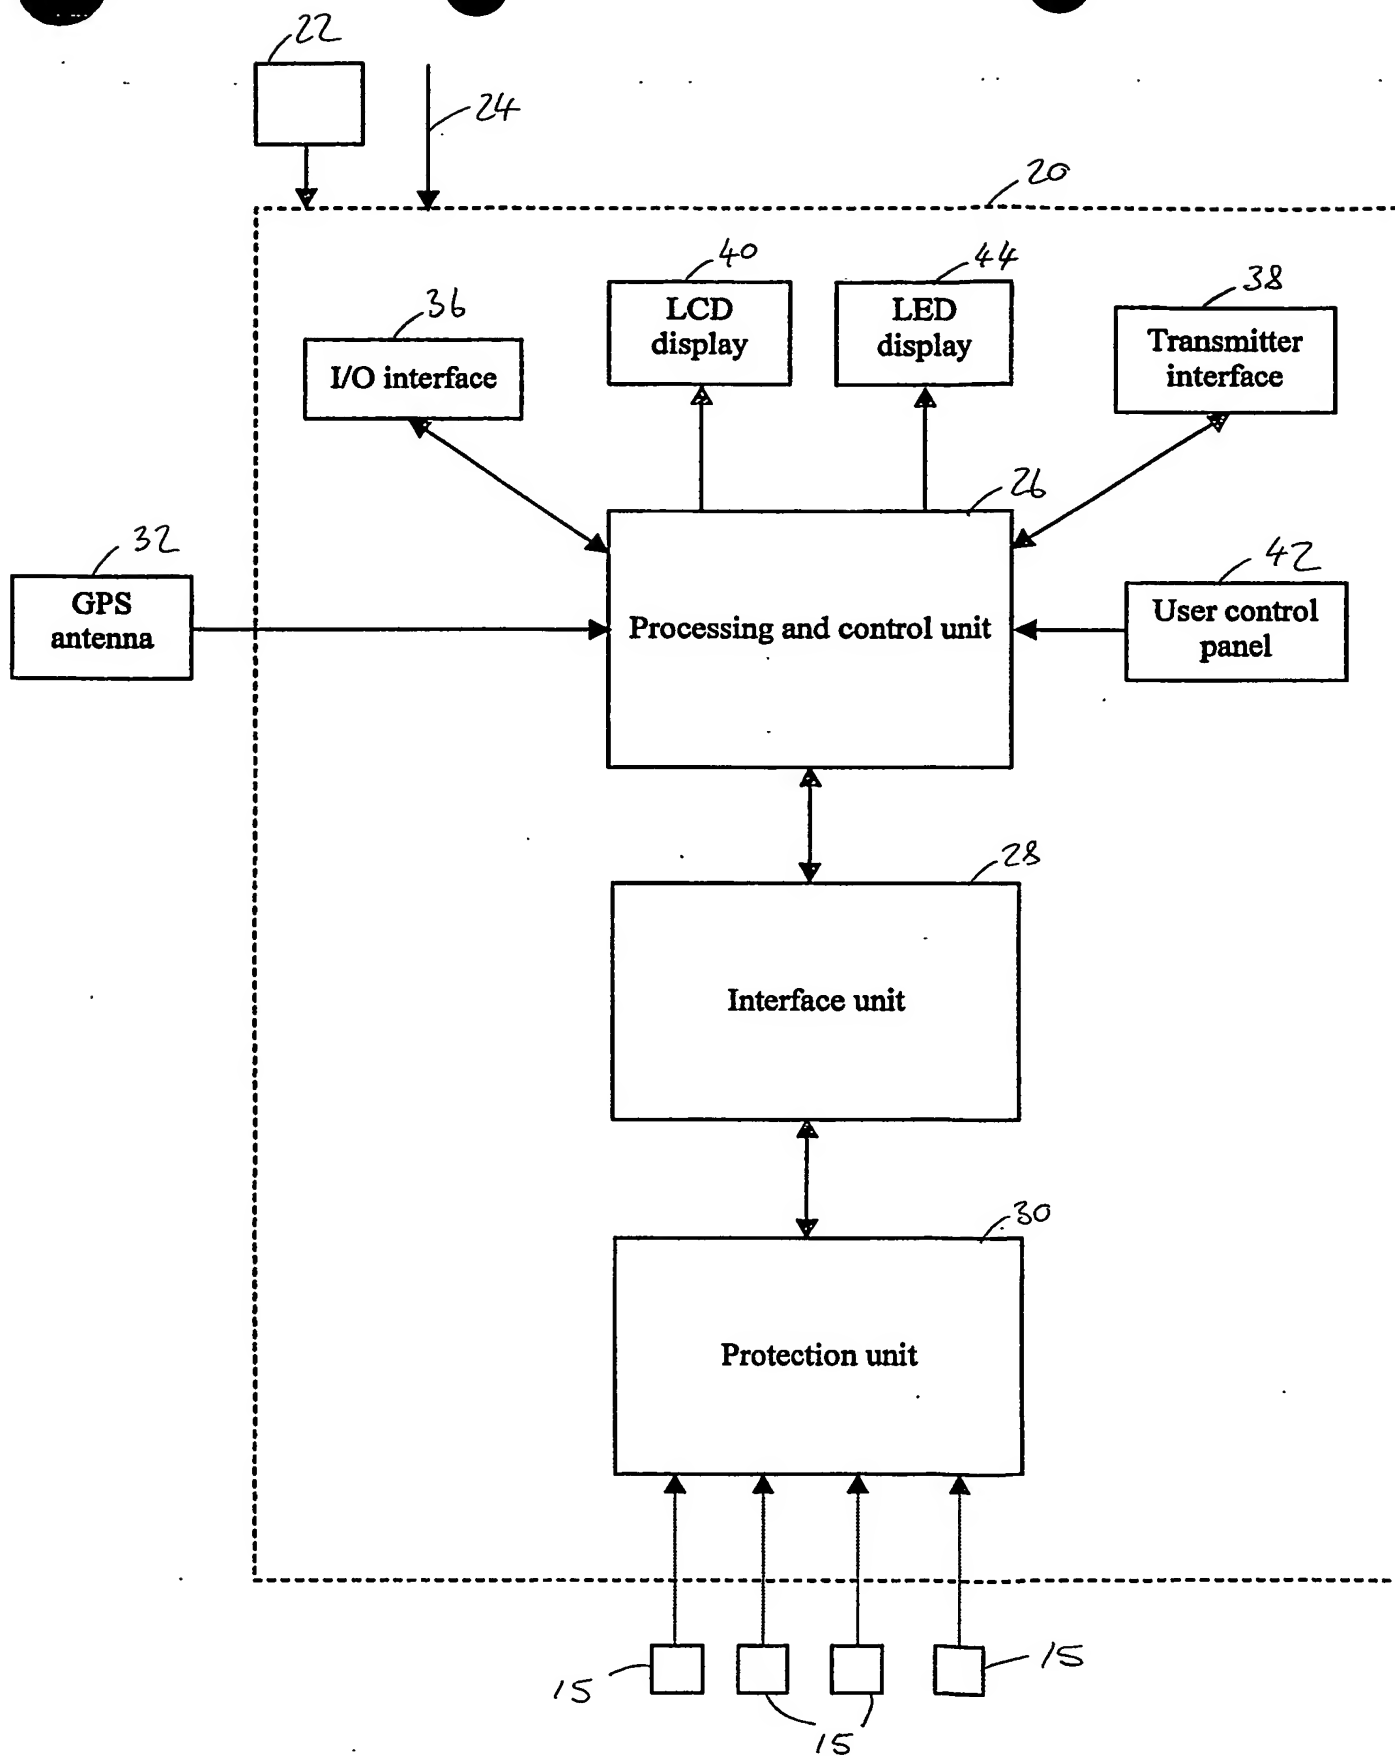 22
24
20
40
44
38
36
LCD
display
LED
display
Transmitter
interface
I/O interface
26
32
42
GPS
antenna
Processing and control unit
User control
panel
28
Interface unit
30
Protection unit
15
15
15